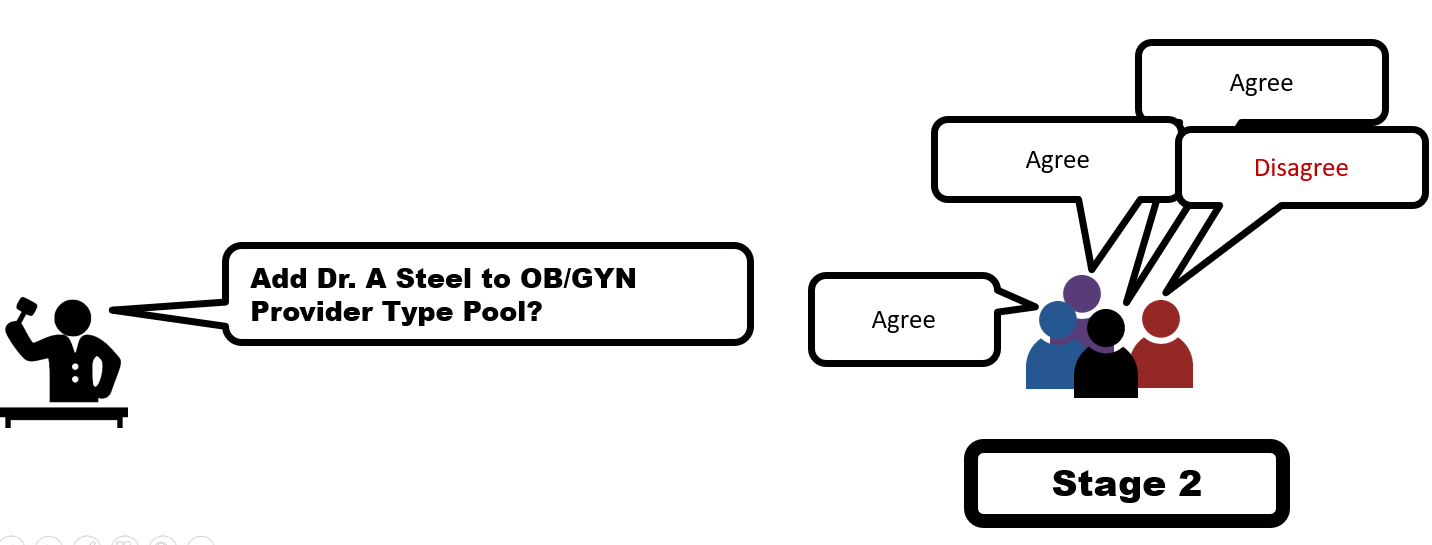 Agree
Agree
Disagree
Add Dr. A Steel to OB/GYN
Provider Type Pool?
Agree
Stage 2